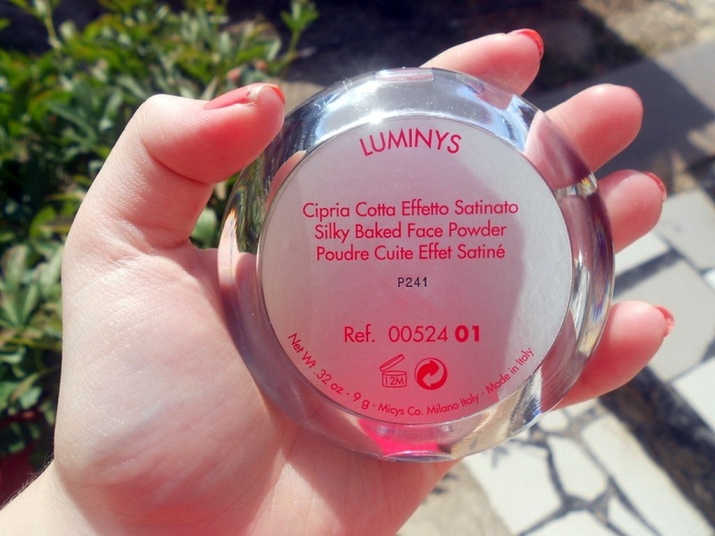 LUMINYS
Cipria Cotta Effetto Satinato
Silky Baked Face Powder
Poudre Cuite Effet Satiné
P241
Ref. 00524 01
12M
Net Wt .32 oz - 9 g - Micys Co. Milano Italy - Made in Italy